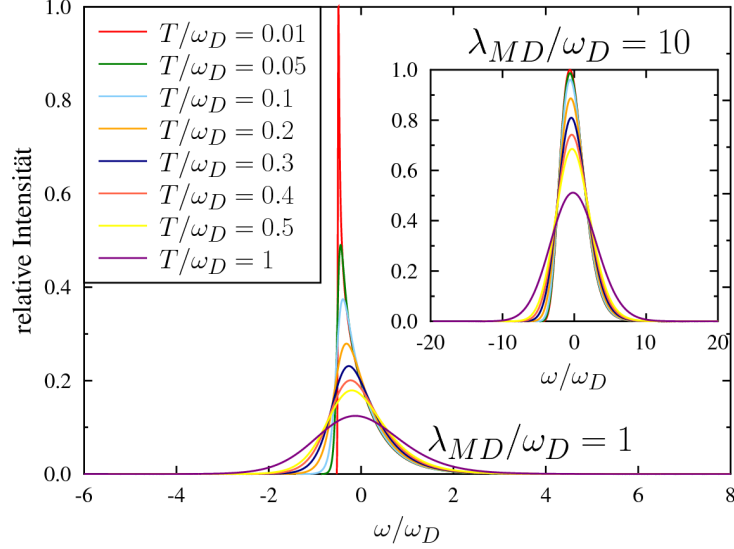 T/ω_D = 0.01
T/ω_D = 0.05
T/ω_D = 0.1
T/ω_D = 0.2
T/ω_D = 0.3
T/ω_D = 0.4
T/ω_D = 0.5
T/ω_D = 1
λ_MD/ω_D = 10
1.0
0.8
0.6
0.4
0.2
0.0
-20 -10 0 10 20
ω/ω_D
λ_MD/ω_D = 1
relative Intensität
1.0
0.8
0.6
0.4
0.2
0.0
-6 -4 -2 0 2 4 6 8
ω/ω_D